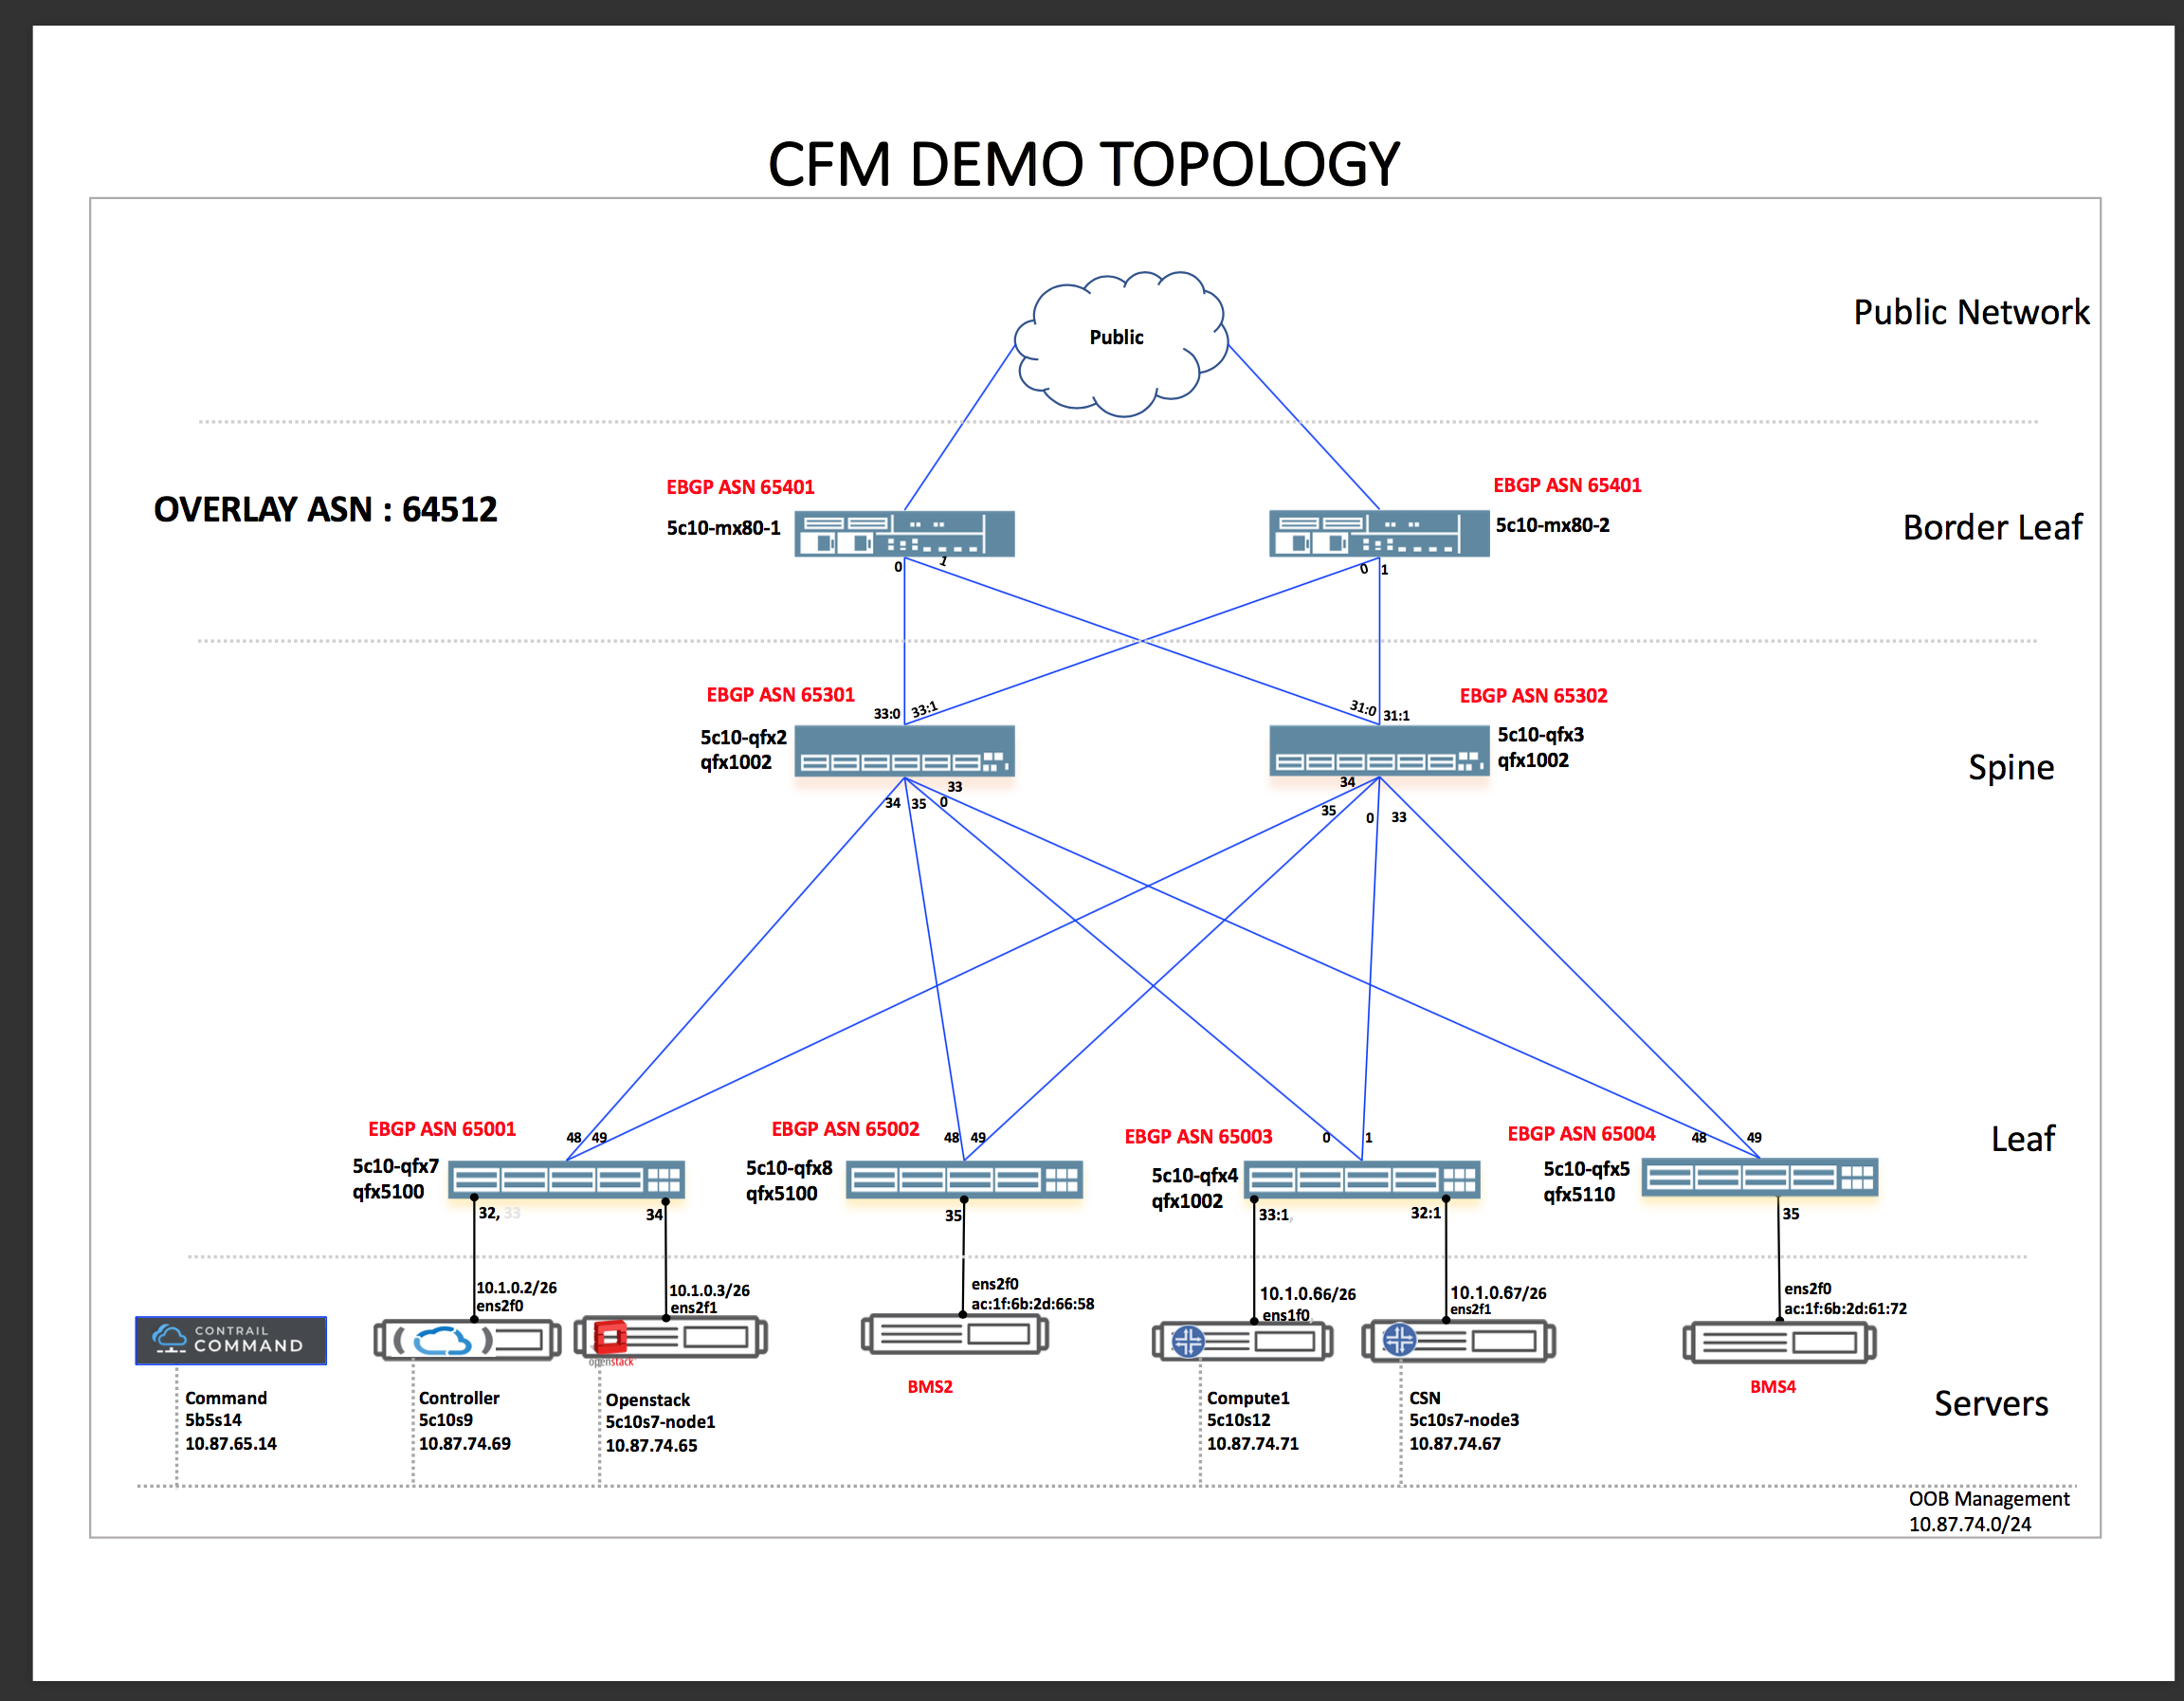 CFM DEMO TOPOLOGY
Public Network
Public
EBGP ASN 65401
EBGP ASN 65401
OVERLAY ASN : 64512
5c10-mx80-1
5c10-mx80-2
Border Leaf
0
1
0
1
EBGP ASN 65301
EBGP ASN 65302
33:0
33:1
31:0
31:1
5c10-qfx2
qfx1002
5c10-qfx3
qfx1002
Spine
34
35
0
33
34
35
0
33
EBGP ASN 65001
EBGP ASN 65002
EBGP ASN 65003
EBGP ASN 65004
Leaf
48
49
48
49
0
1
48
49
5c10-qfx7
qfx5100
5c10-qfx8
qfx5100
5c10-qfx4
qfx1002
5c10-qfx5
qfx5110
32, 33
34
35
33:1,
32:1
35
10.1.0.2/26
ens2f0
10.1.0.3/26
ens2f1
ens2f0
ac:1f:6b:2d:66:58
10.1.0.66/26
ens1f0
10.1.0.67/26
ens2f1
ens2f0
ac:1f:6b:2d:61:72
CONTRAIL
COMMAND
openstack
BMS2
BMS4
Servers
Command
5b5s14
10.87.65.14
Controller
5c10s9
10.87.74.69
Openstack
5c10s7-node1
10.87.74.65
Compute1
5c10s12
10.87.74.71
CSN
5c10s7-node3
10.87.74.67
OOB Management
10.87.74.0/24